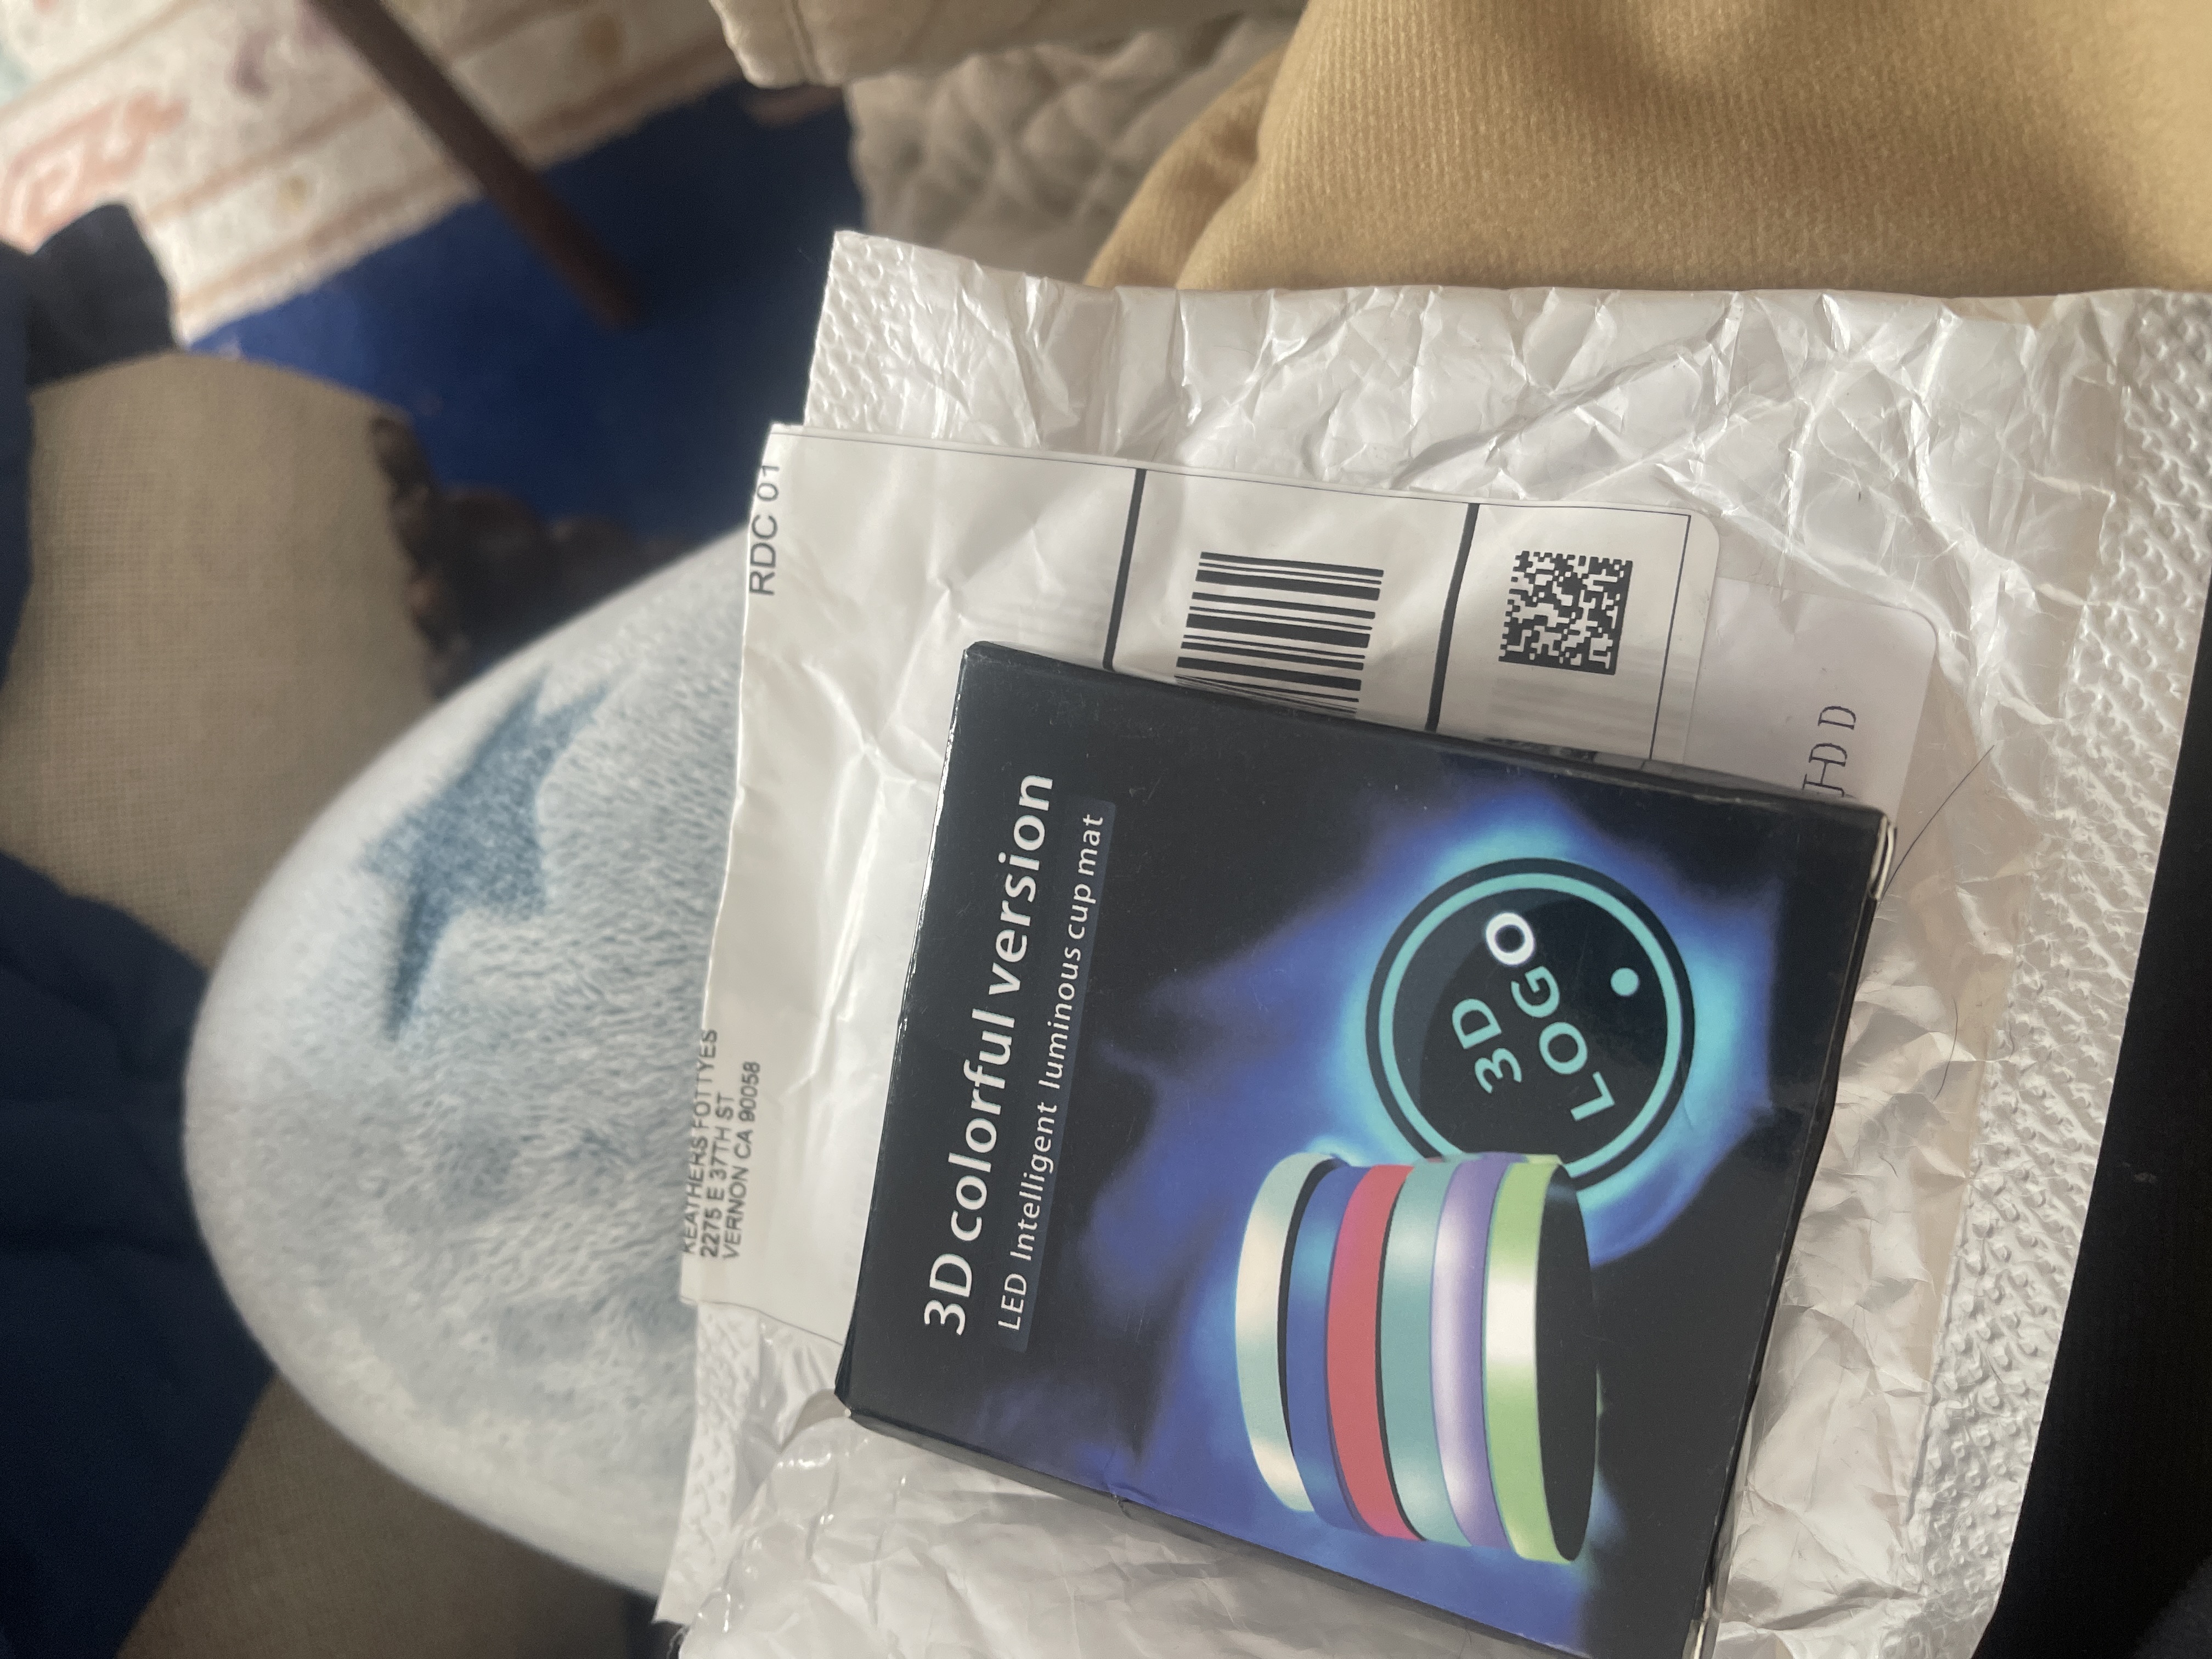 RDC 01
KEATHERS FOTTYES
2275 E 37TH ST
VERNON CA 90058
3D colorful version
LED Intelligent luminous cup mat
3D
LOGO